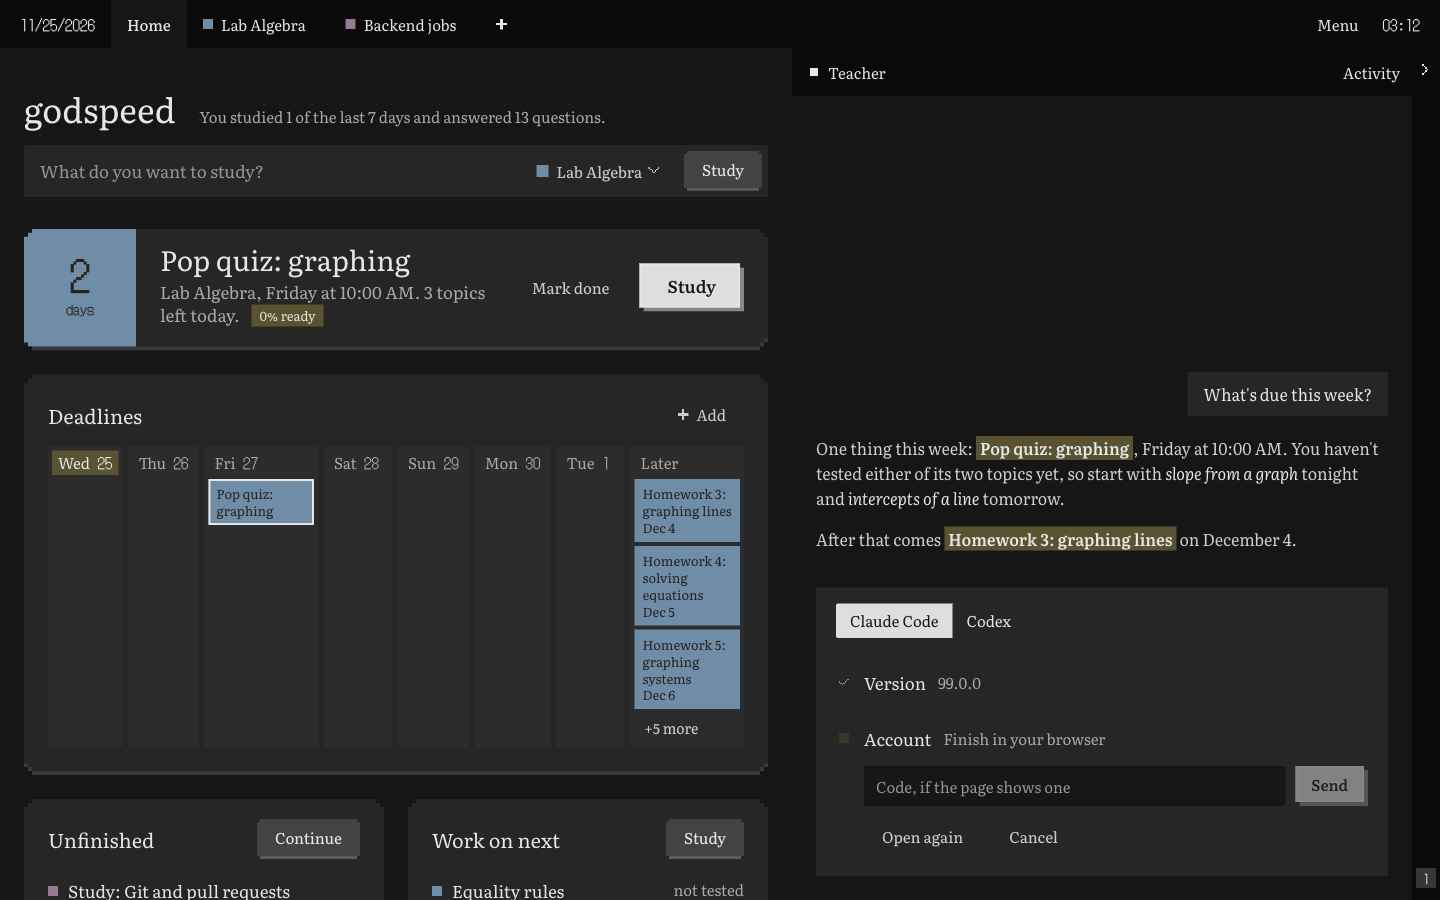 11/25/2026
Home
Lab Algebra
Backend jobs
+
Menu
03:12
Teacher
Activity
godspeed
You studied 1 of the last 7 days and answered 13 questions.
What do you want to study?
Lab Algebra
Study
2
days
Pop quiz: graphing
Lab Algebra, Friday at 10:00 AM. 3 topics
left today.
0% ready
Mark done
Study
Deadlines
+ Add
Wed 25
Thu 26
Fri 27
Sat 28
Sun 29
Mon 30
Tue 1
Later
Pop quiz:
graphing
Homework 3:
graphing lines
Dec 4
Homework 4:
solving
equations
Dec 5
Homework 5:
graphing
systems
Dec 6
+5 more
Unfinished
Continue
Study: Git and pull requests
Work on next
Study
Equality rules
not tested
What's due this week?
One thing this week: Pop quiz: graphing, Friday at 10:00 AM. You haven't
tested either of its two topics yet, so start with slope from a graph tonight
and intercepts of a line tomorrow.
After that comes Homework 3: graphing lines on December 4.
Claude Code
Codex
Version 99.0.0
Account Finish in your browser
Code, if the page shows one
Send
Open again
Cancel
1